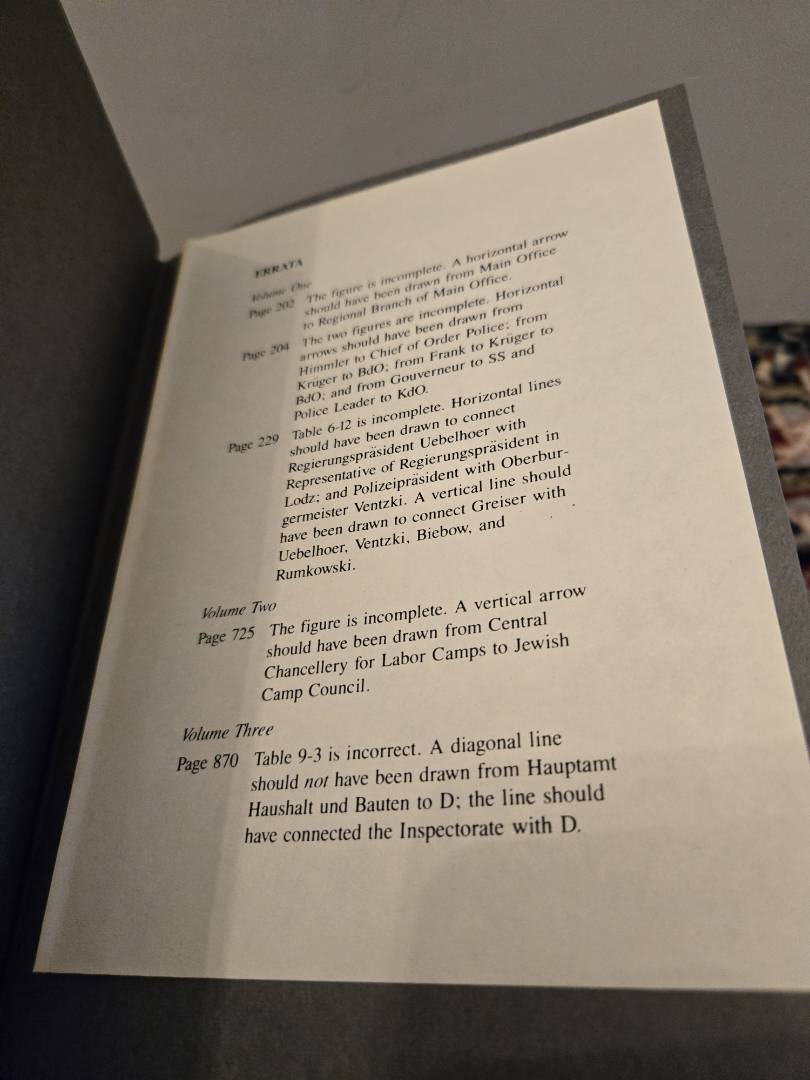 ERRATA
Volume One
Page 202 The figure is incomplete. A horizontal arrow
should have been drawn from Main Office
to Regional Branch of Main Office.
Page 204 The two figures are incomplete. Horizontal
arrows should have been drawn from
Himmler to Chief of Order Police; from
Krüger to BdO; from Frank to Krüger to
BdO; and from Gouverneur to SS and
Police Leader to KdO.
Page 229 Table 6-12 is incomplete. Horizontal lines
should have been drawn to connect
Regierungspräsident Uebelhoer with
Representative of Regierungspräsident in
Lodz; and Polizeipräsident with Oberbur-
germeister Ventzki. A vertical line should
have been drawn to connect Greiser with
Uebelhoer, Ventzki, Biebow, and
Rumkowski.
Volume Two
Page 725 The figure is incomplete. A vertical arrow
should have been drawn from Central
Chancellery for Labor Camps to Jewish
Camp Council.
Volume Three
Page 870 Table 9-3 is incorrect. A diagonal line
should not have been drawn from Hauptamt
Haushalt und Bauten to D; the line should
have connected the Inspectorate with D.